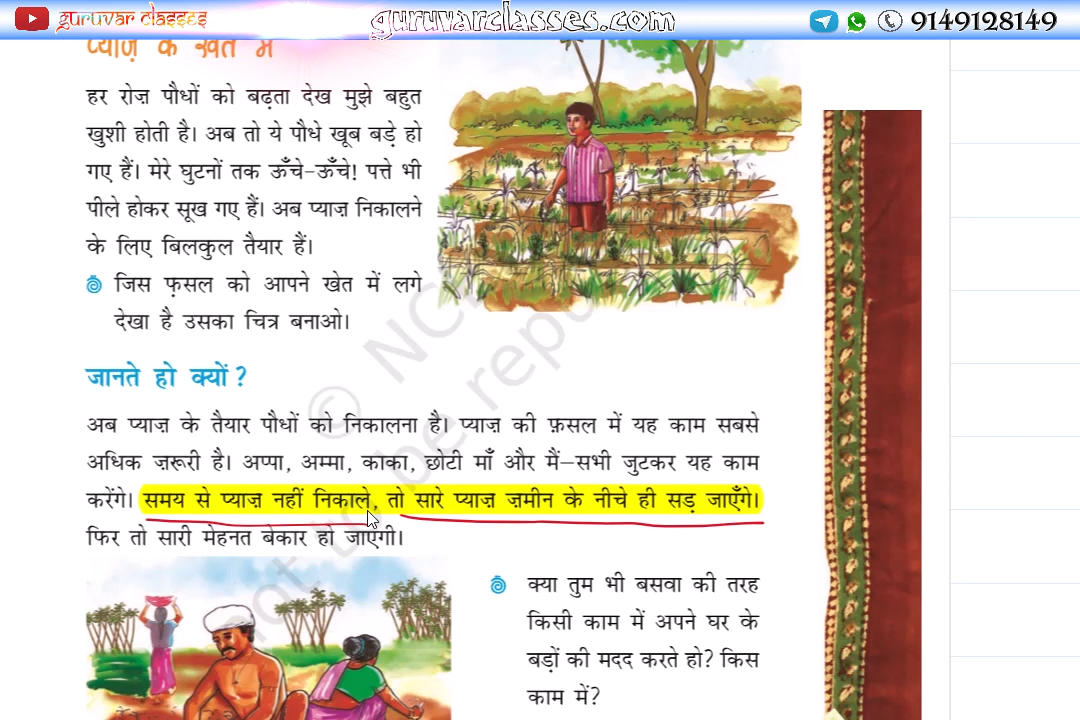 guruvar classes
guruvarclasses.com
9149128149
प्याज़ के खेत में
हर रोज़ पौधों को बढ़ता देख मुझे बहुत
खुशी होती है। अब तो ये पौधे खूब बड़े हो
गए हैं। मेरे घुटनों तक ऊँचे-ऊँचे! पत्ते भी
पीले होकर सूख गए हैं। अब प्याज़ निकालने
के लिए बिलकुल तैयार हैं।
जिस फ़सल को आपने खेत में लगे
देखा है उसका चित्र बनाओ।
जानते हो क्यों?
अब प्याज़ के तैयार पौधों को निकालना है। प्याज़ की फ़सल में यह काम सबसे
अधिक ज़रूरी है। अप्पा, अम्मा, काका, छोटी माँ और मैं–सभी जुटकर यह काम
करेंगे। समय से प्याज़ नहीं निकाले, तो सारे प्याज़ ज़मीन के नीचे ही सड़ जाएँगे।
फिर तो सारी मेहनत बेकार हो जाएगी।
क्या तुम भी बसवा की तरह
किसी काम में अपने घर के
बड़ों की मदद करते हो? किस
काम में?